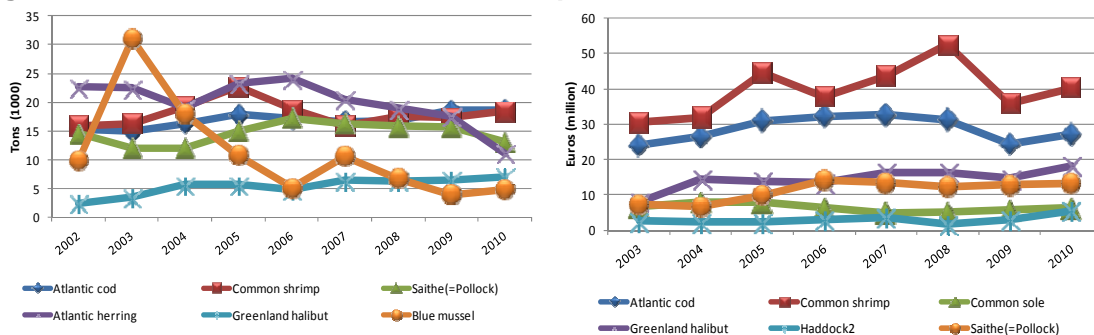 35
30
25
20
15
10
5
0
Tons (1000)
2002 2003 2004 2005 2006 2007 2008 2009 2010
Atlantic cod Common shrimp Saithe(=Pollock)
Atlantic herring Greenland halibut Blue mussel
60
50
40
30
20
10
0
Euros (million)
2003 2004 2005 2006 2007 2008 2009 2010
Atlantic cod Common shrimp Common sole
Greenland halibut Haddock2 Saithe(=Pollock)